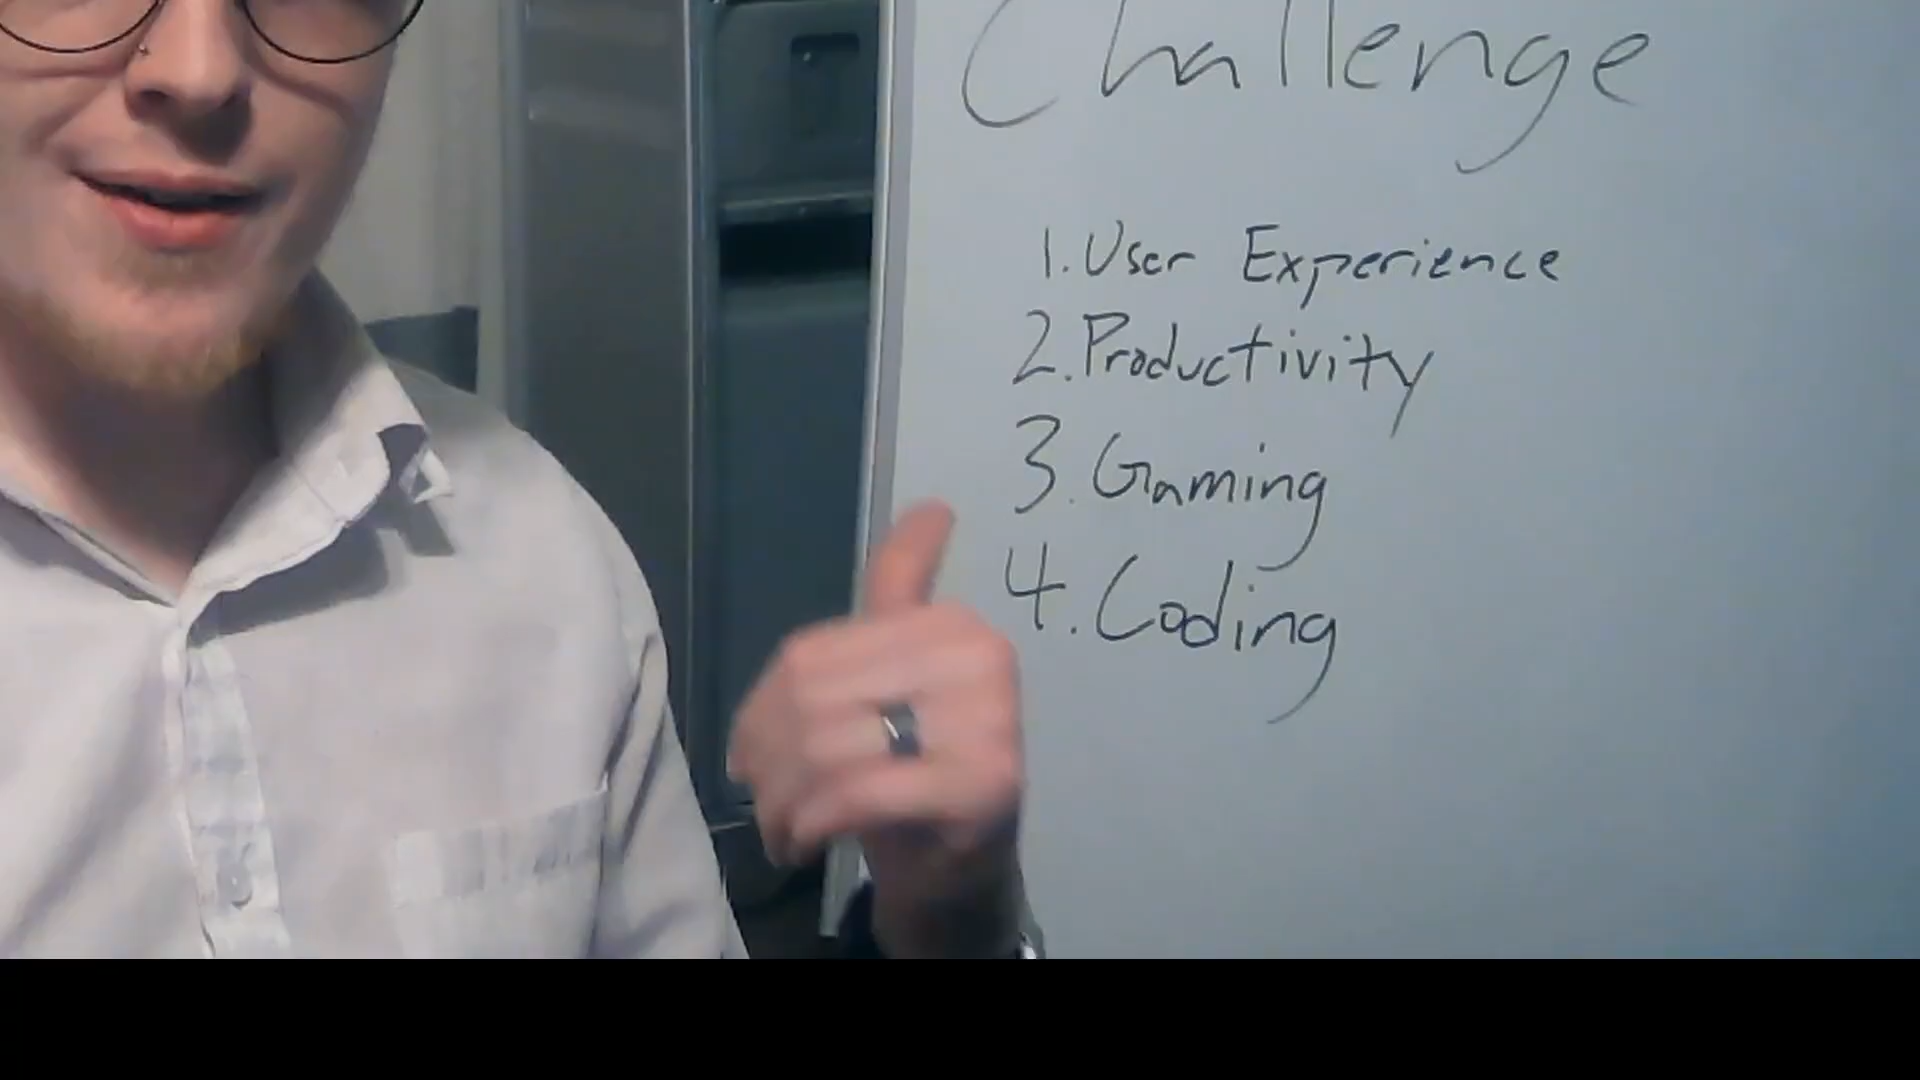 Challenge
1. User Experience
2. Productivity
3. Gaming
4. Coding